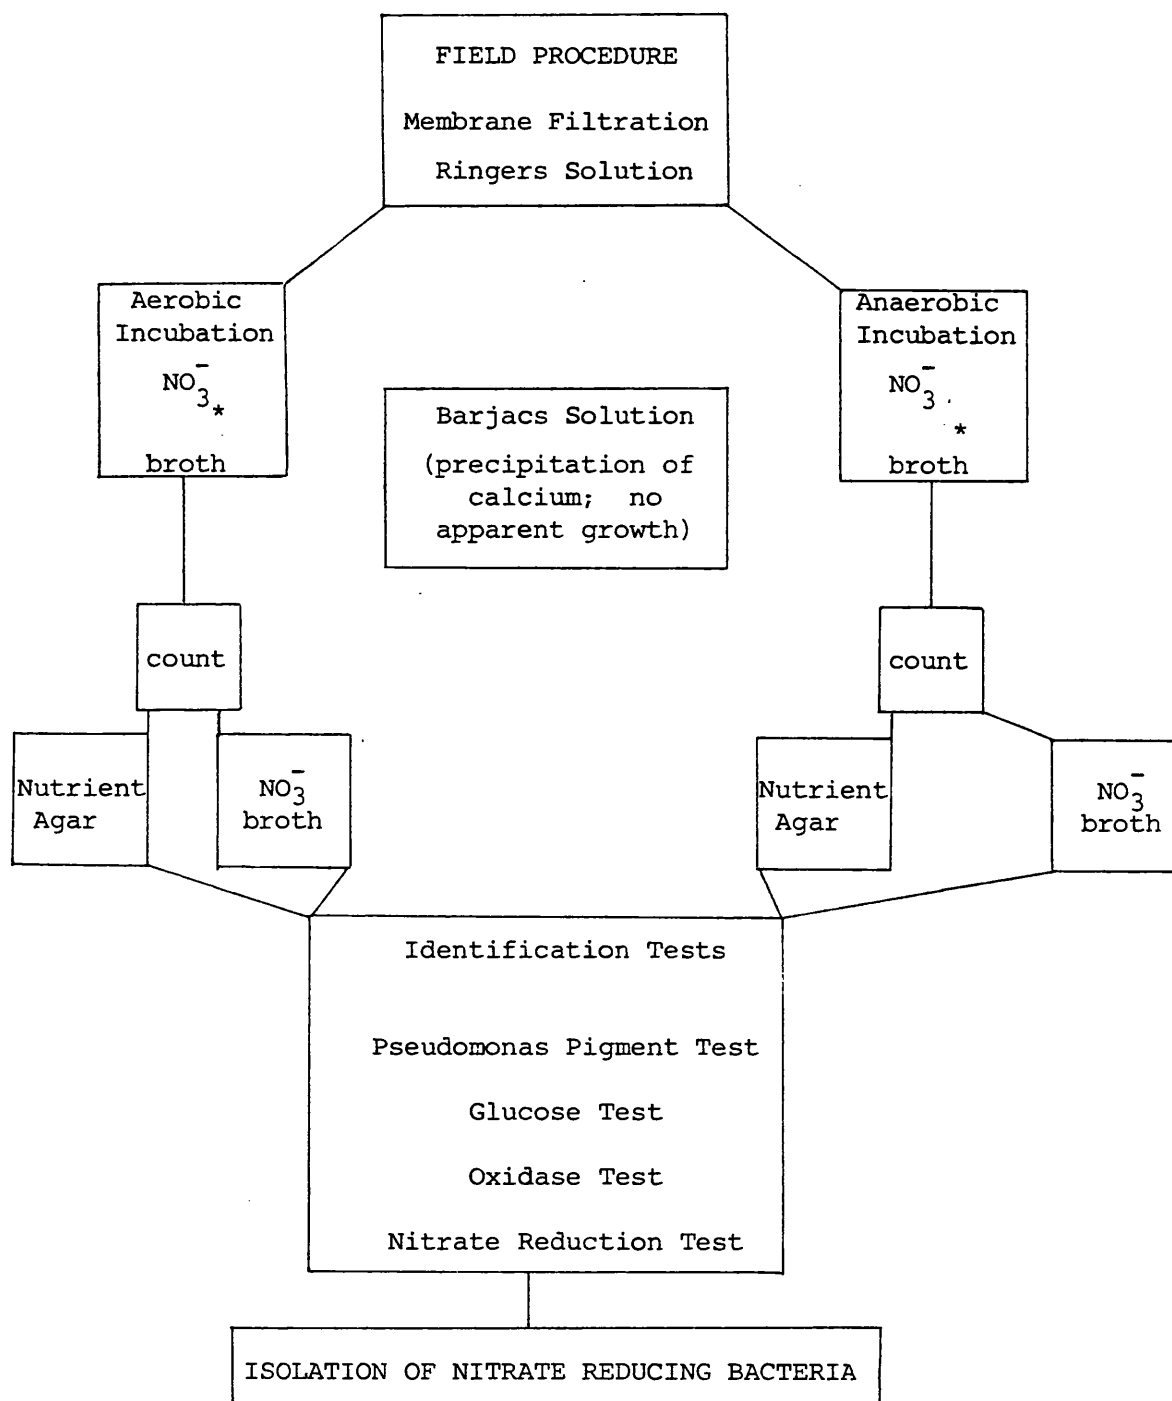 FIELD PROCEDURE
Membrane Filtration
Ringers Solution
Aerobic
Incubation
NO₃⁻
*
broth
Anaerobic
Incubation
NO₃⁻
*
broth
Barjacs Solution
(precipitation of
calcium; no
apparent growth)
count
count
Nutrient
Agar
NO₃⁻
broth
Nutrient
Agar
NO₃⁻
broth
Identification Tests
Pseudomonas Pigment Test
Glucose Test
Oxidase Test
Nitrate Reduction Test
ISOLATION OF NITRATE REDUCING BACTERIA